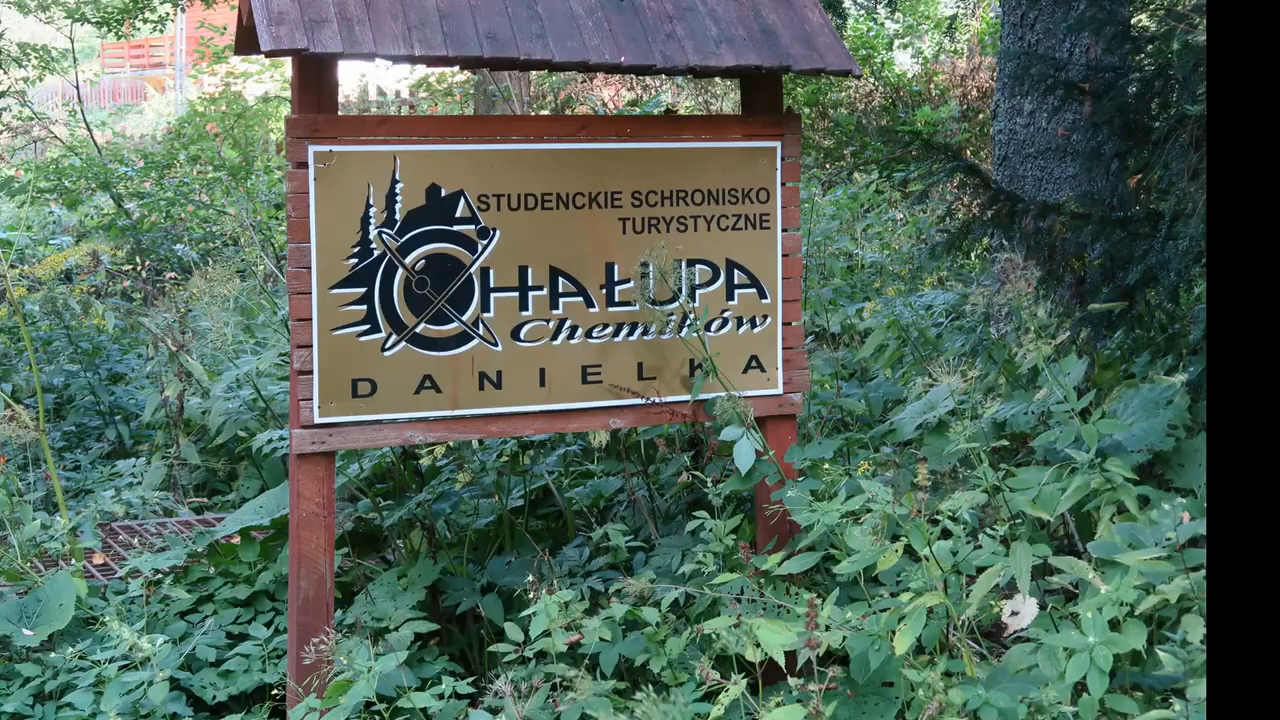 STUDENCKIE SCHRONISKO
TURYSTYCZNE
CHAŁUPA
Chemików
DANIELKA